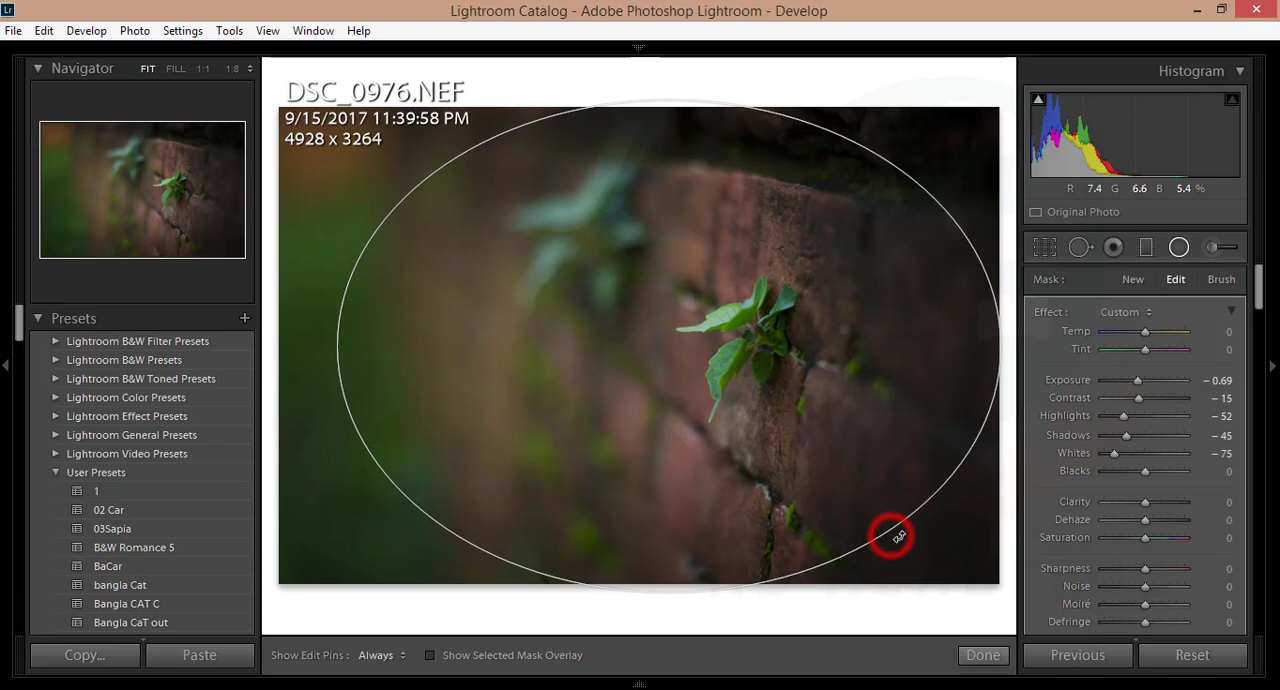 Lr
Lightroom Catalog - Adobe Photoshop Lightroom - Develop
File Edit Develop Photo Settings Tools View Window Help
Navigator FIT FILL 1:1 1:8
Presets +
Lightroom B&W Filter Presets
Lightroom B&W Presets
Lightroom B&W Toned Presets
Lightroom Color Presets
Lightroom Effect Presets
Lightroom General Presets
Lightroom Video Presets
User Presets
1
02 Car
03Sapia
B&W Romance 5
BaCar
bangla Cat
Bangla CAT C
Bangla CaT out
Copy... Paste
DSC_0976.NEF
9/15/2017 11:39:58 PM
4928 x 3264
Show Edit Pins : Always Show Selected Mask Overlay Done
Histogram
R 7.4 G 6.6 B 5.4 %
Original Photo
Mask : New Edit Brush
Effect : Custom
Temp 0
Tint 0
Exposure – 0.69
Contrast – 15
Highlights – 52
Shadows – 45
Whites – 75
Blacks 0
Clarity 0
Dehaze 0
Saturation 0
Sharpness 0
Noise 0
Moiré 0
Defringe 0
Previous Reset